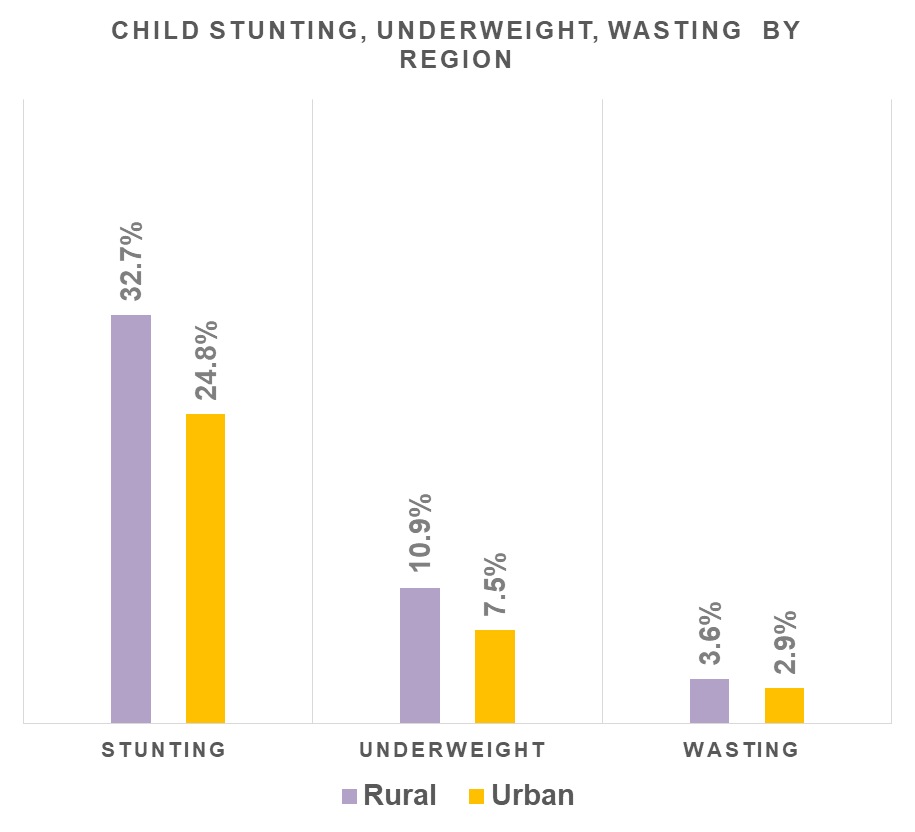 CHILD STUNTING, UNDERWEIGHT, WASTING  BY
REGION
32.7%
24.8%
10.9%
7.5%
3.6%
2.9%
STUNTING
UNDERWEIGHT
WASTING
Rural
Urban